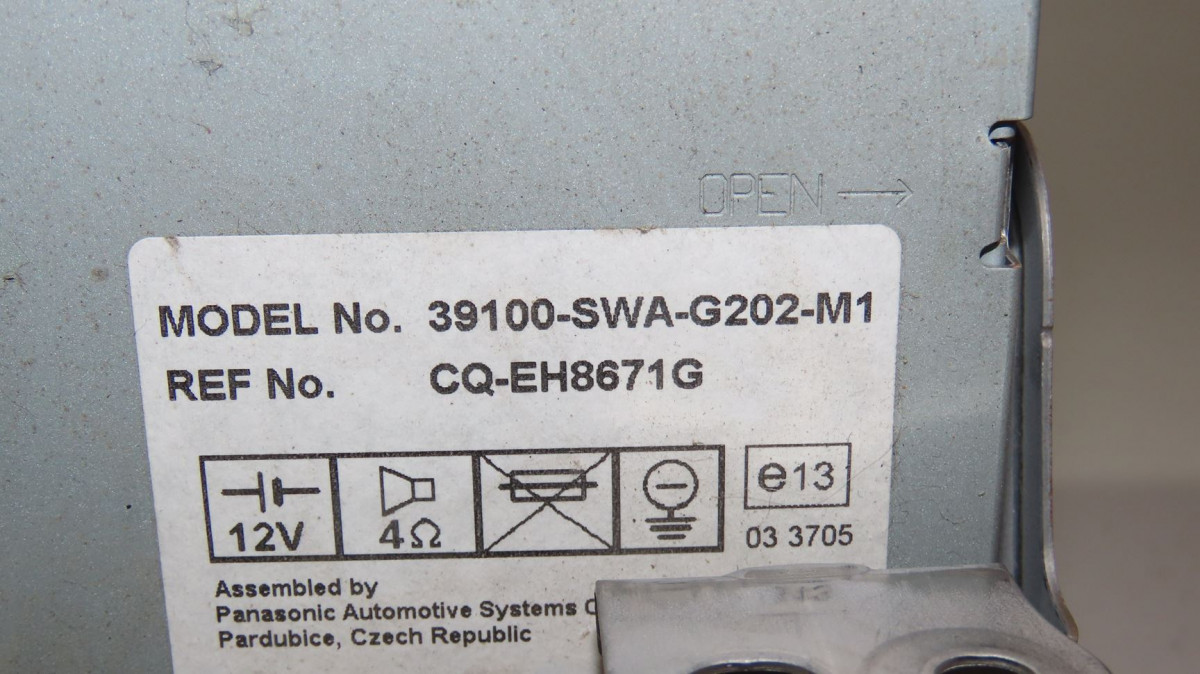 OPEN →
MODEL No. 39100-SWA-G202-M1
REF No. CQ-EH8671G
12V 4Ω e13
03 3705
Assembled by
Panasonic Automotive Systems
Pardubice, Czech Republic